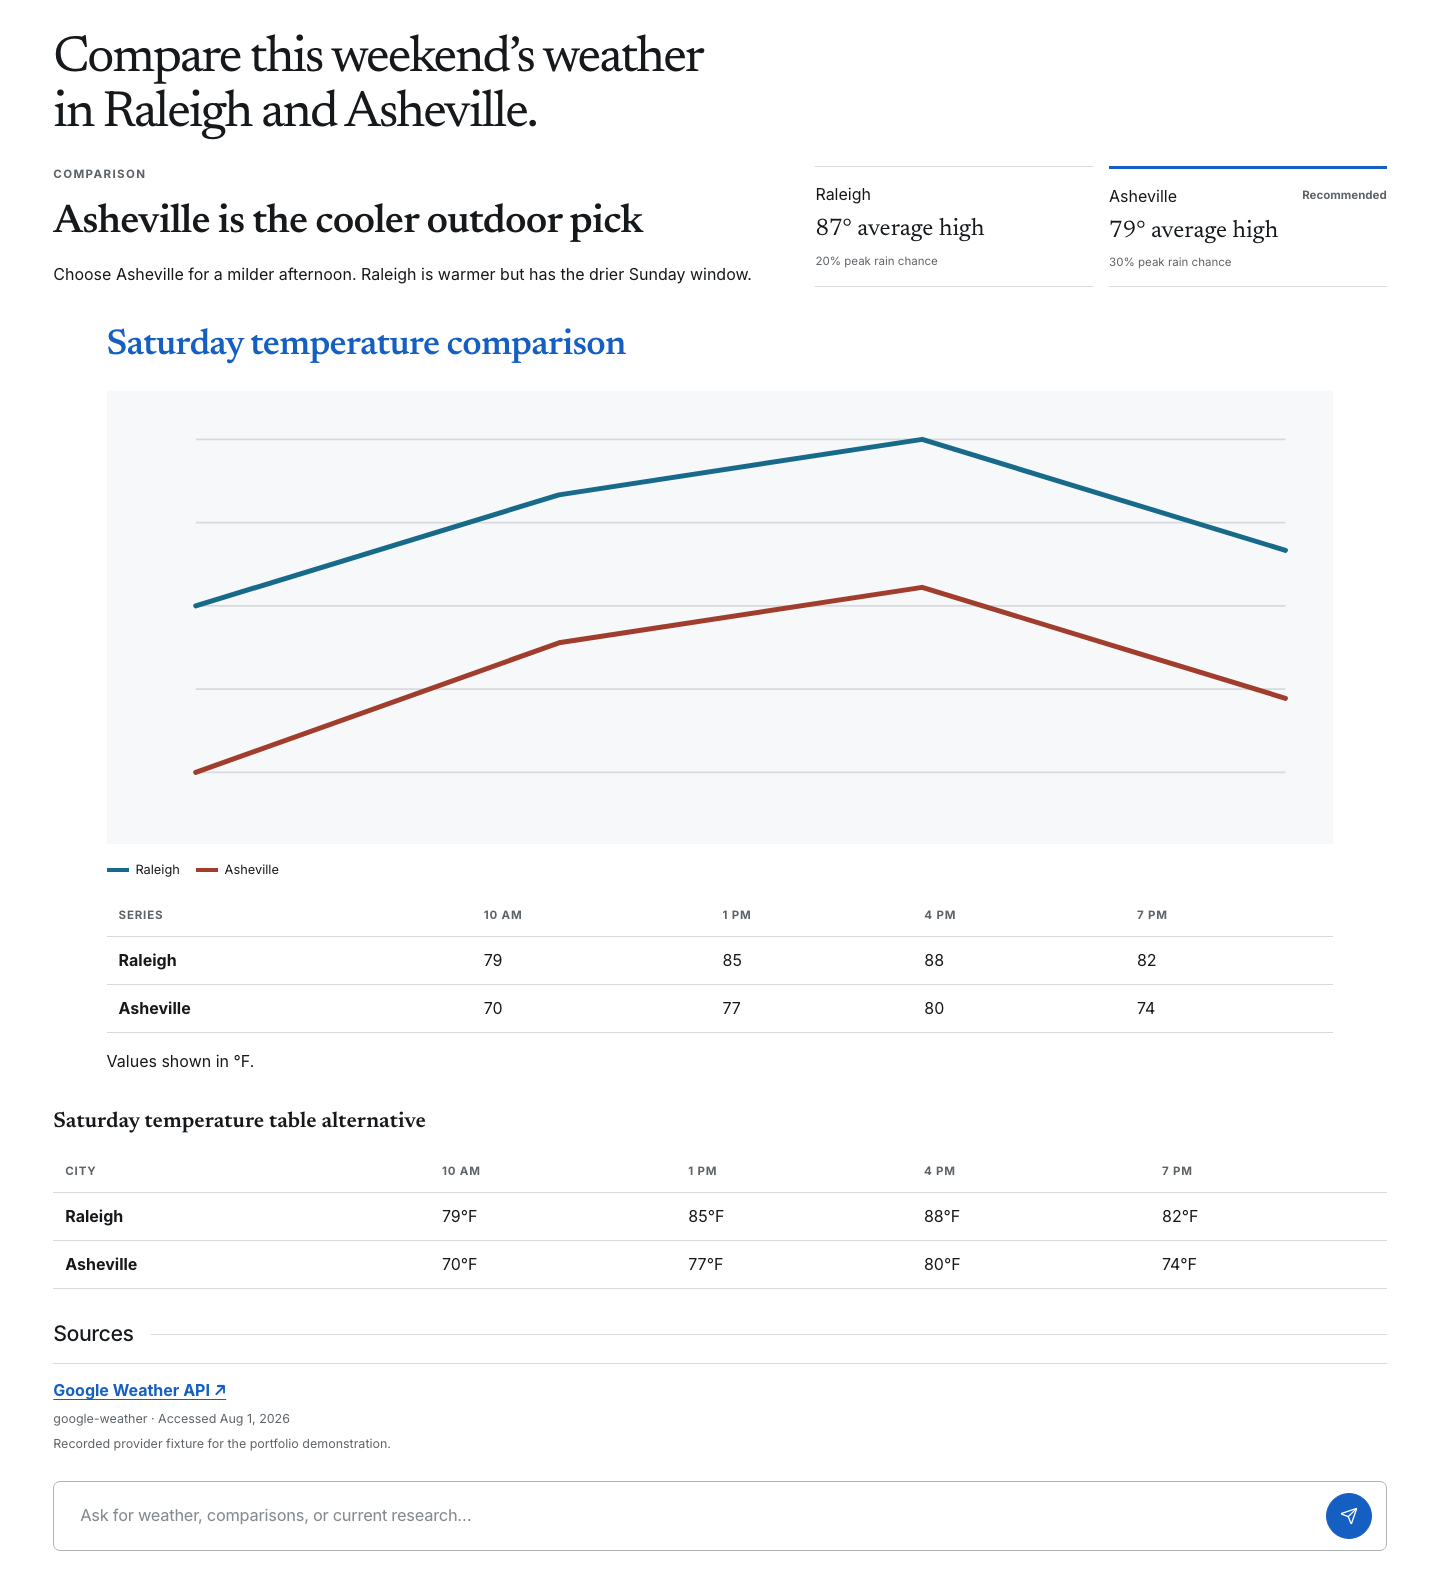 Compare this weekend’s weather
in Raleigh and Asheville.
COMPARISON
Asheville is the cooler outdoor pick
Choose Asheville for a milder afternoon. Raleigh is warmer but has the drier Sunday window.
Raleigh
87° average high
20% peak rain chance
Asheville
Recommended
79° average high
30% peak rain chance
Saturday temperature comparison
Raleigh Asheville
SERIES 10 AM 1 PM 4 PM 7 PM
Raleigh 79 85 88 82
Asheville 70 77 80 74
Values shown in °F.
Saturday temperature table alternative
CITY 10 AM 1 PM 4 PM 7 PM
Raleigh 79°F 85°F 88°F 82°F
Asheville 70°F 77°F 80°F 74°F
Sources
Google Weather API ↗
google-weather · Accessed Aug 1, 2026
Recorded provider fixture for the portfolio demonstration.
Ask for weather, comparisons, or current research...